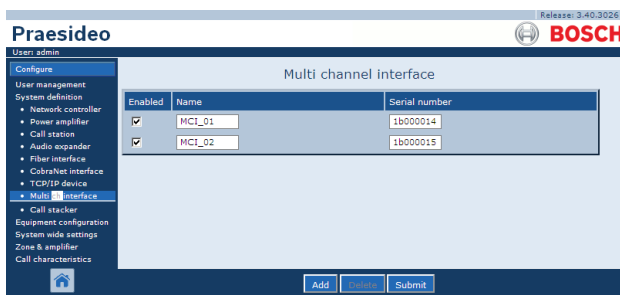 Release: 3.40.3026
Praesideo
BOSCH
User: admin
Configure
Multi channel interface
User management
System definition
• Network controller
• Power amplifier
• Call station
• Audio expander
• Fiber interface
• CobraNet interface
• TCP/IP device
• Multi ch interface
• Call stacker
Equipment configuration
System wide settings
Zone & amplifier
Call characteristics
Enabled Name Serial number
MCI_01 1b000014
MCI_02 1b000015
Add Delete Submit